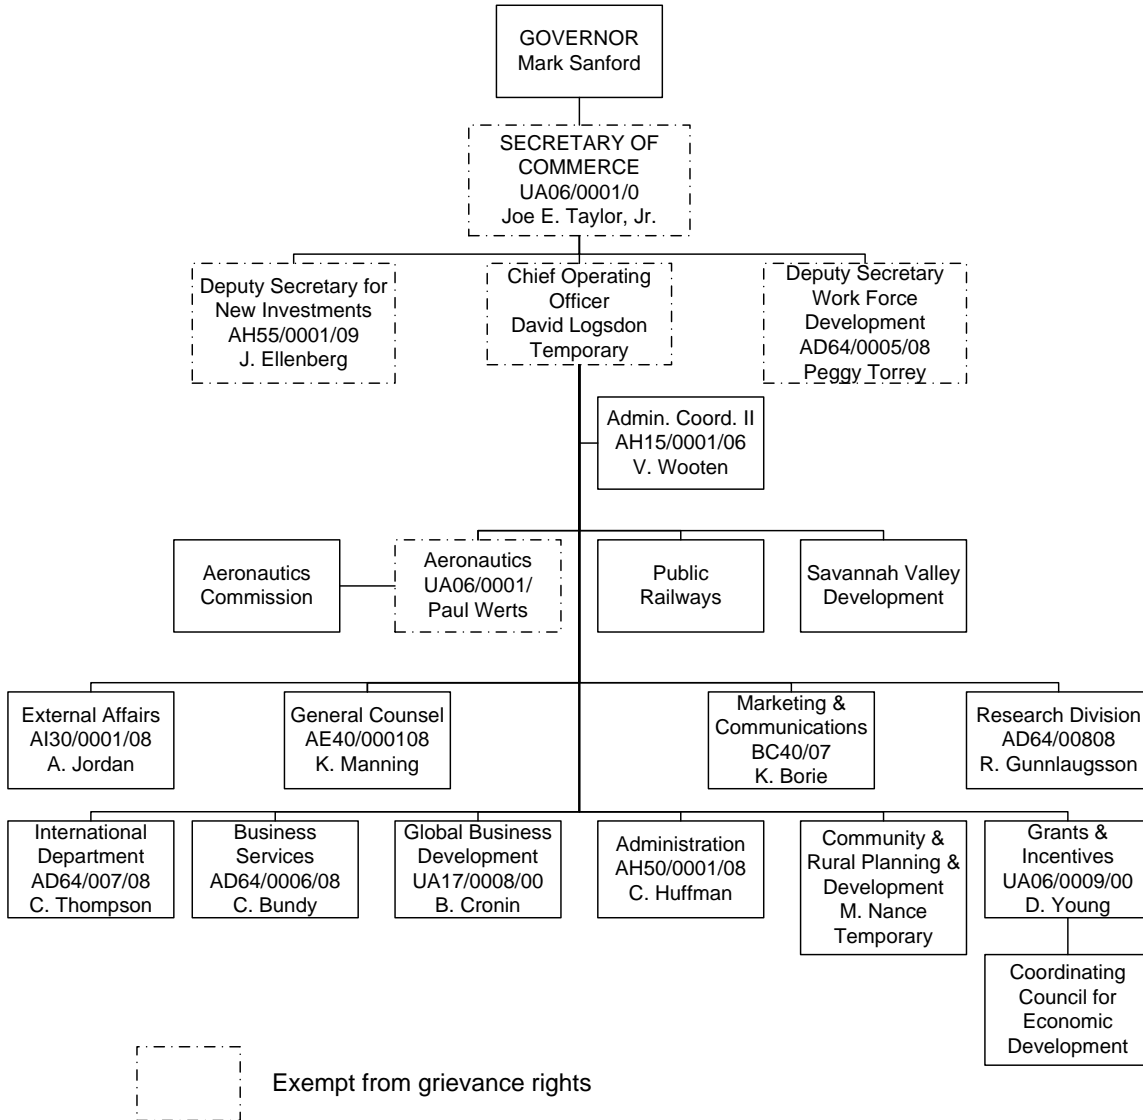 GOVERNOR
Mark Sanford
SECRETARY OF
COMMERCE
UA06/0001/0
Joe E. Taylor, Jr.
Deputy Secretary for
New Investments
AH55/0001/09
J. Ellenberg
Chief Operating
Officer
David Logsdon
Temporary
Deputy Secretary
Work Force
Development
AD64/0005/08
Peggy Torrey
Admin. Coord. II
AH15/0001/06
V. Wooten
Aeronautics
Commission
Aeronautics
UA06/0001/
Paul Werts
Public
Railways
Savannah Valley
Development
External Affairs
AI30/0001/08
A. Jordan
General Counsel
AE40/000108
K. Manning
Marketing &
Communications
BC40/07
K. Borie
Research Division
AD64/00808
R. Gunnlaugsson
International
Department
AD64/007/08
C. Thompson
Business
Services
AD64/0006/08
C. Bundy
Global Business
Development
UA17/0008/00
B. Cronin
Administration
AH50/0001/08
C. Huffman
Community &
Rural Planning &
Development
M. Nance
Temporary
Grants &
Incentives
UA06/0009/00
D. Young
Coordinating
Council for
Economic
Development
Exempt from grievance rights